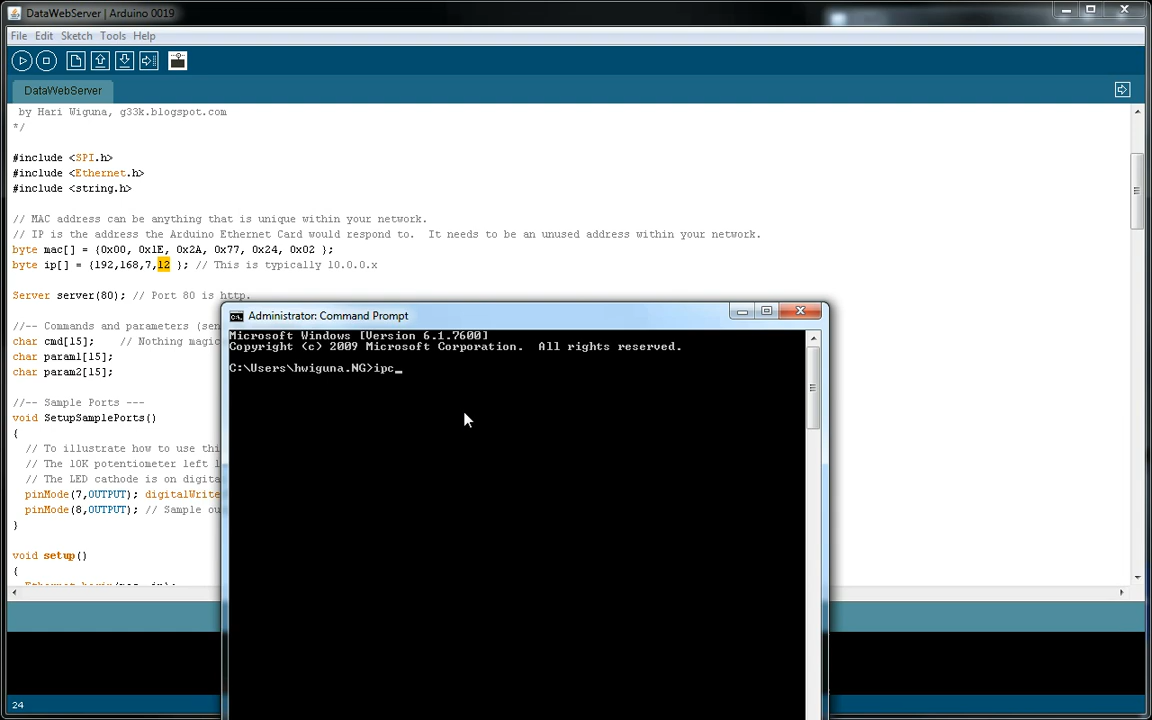 DataWebServer | Arduino 0019
File Edit Sketch Tools Help
DataWebServer
by Hari Wiguna, g33k.blogspot.com
*/
#include <SPI.h>
#include <Ethernet.h>
#include <string.h>
// MAC address can be anything that is unique within your network.
// IP is the address the Arduino Ethernet Card would respond to.  It needs to be an unused address within your network.
byte mac[] = {0x00, 0x1E, 0x2A, 0x77, 0x24, 0x02 };
byte ip[] = {192,168,7,12 }; // This is typically 10.0.0.x
Server server(80); // Port 80 is http.
Administrator: Command Prompt
//-- Commands and parameters (sen
char cmd[15];    // Nothing magic
char param1[15];
char param2[15];
Microsoft Windows [Version 6.1.7600]
Copyright (c) 2009 Microsoft Corporation.  All rights reserved.
C:\Users\hwiguna.NG>ipc_
//-- Sample Ports ---
void SetupSamplePorts()
{
// To illustrate how to use thi
// The 10K potentiometer left l
// The LED cathode is on digita
pinMode(7,OUTPUT); digitalWrite
pinMode(8,OUTPUT); // Sample ou
}
void setup()
{
24